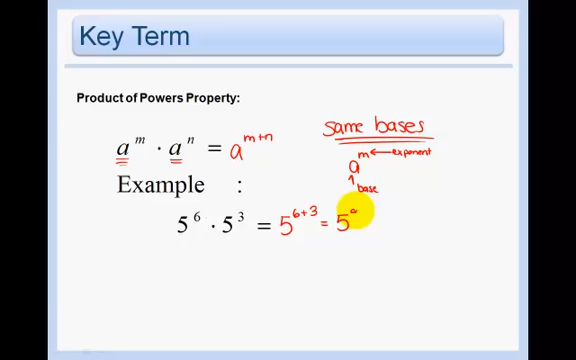 Key Term
Product of Powers Property:
a^m · a^n = a^{m+n}
same bases
a^m ← exponent
↑ base
Example :
5^6 · 5^3 = 5^{6+3} = 5